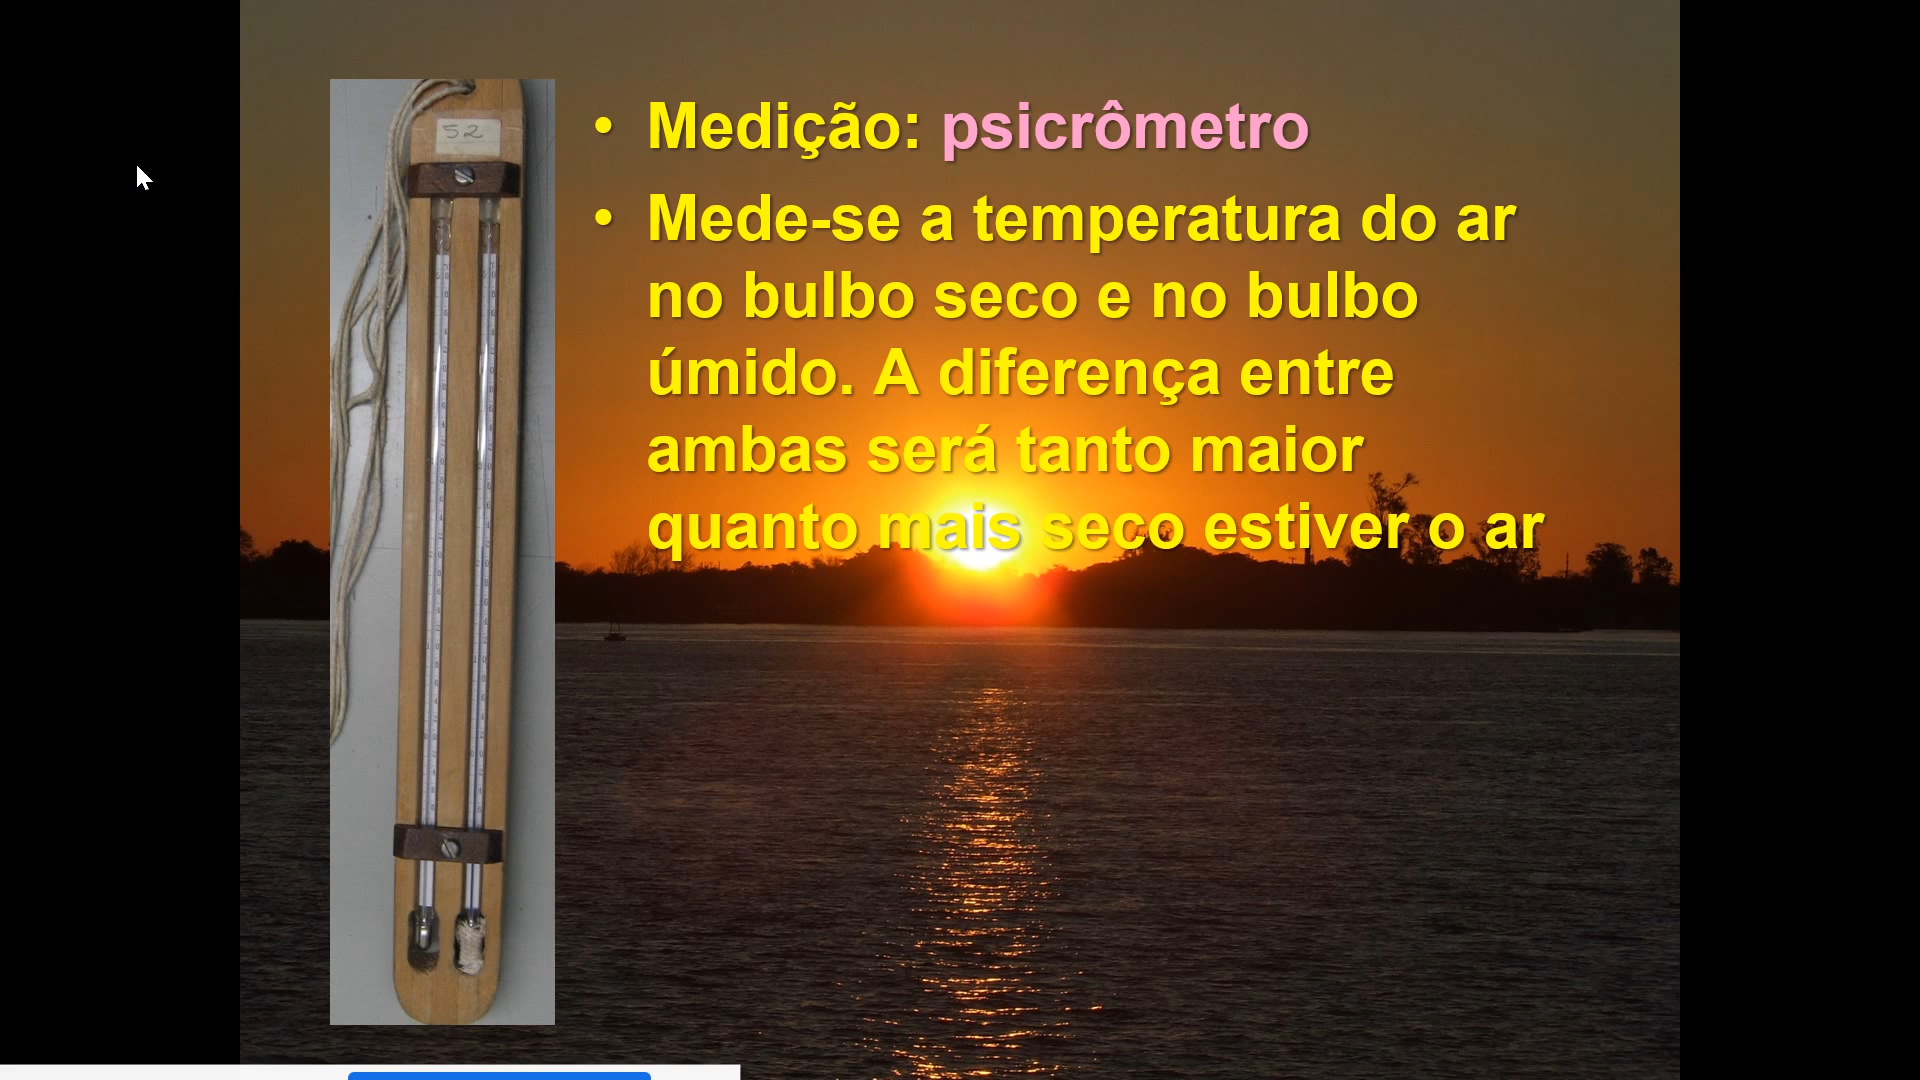 52
• Medição: psicrômetro
• Mede-se a temperatura do ar
no bulbo seco e no bulbo
úmido. A diferença entre
ambas será tanto maior
quanto mais seco estiver o ar